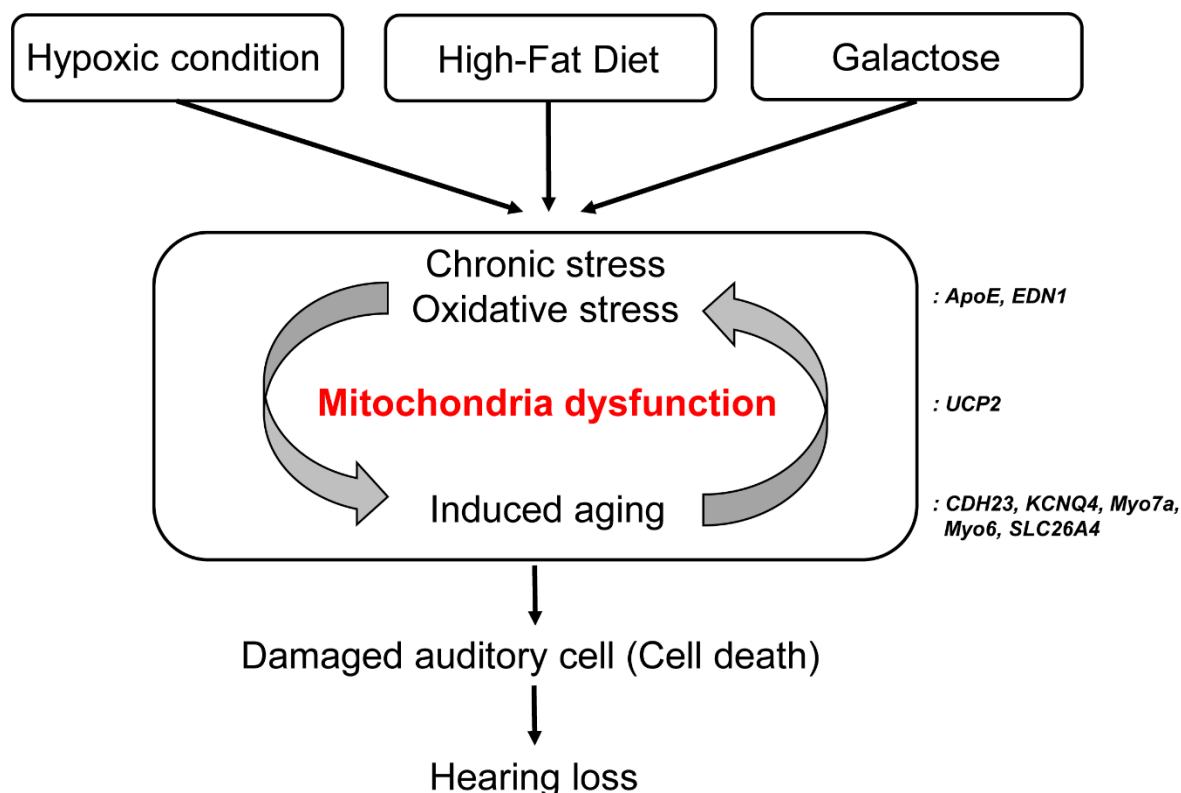 Hypoxic condition
High-Fat Diet
Galactose
Chronic stress
Oxidative stress
: ApoE, EDN1
Mitochondria dysfunction
: UCP2
Induced aging
: CDH23, KCNQ4, Myo7a,
Myo6, SLC26A4
Damaged auditory cell (Cell death)
Hearing loss